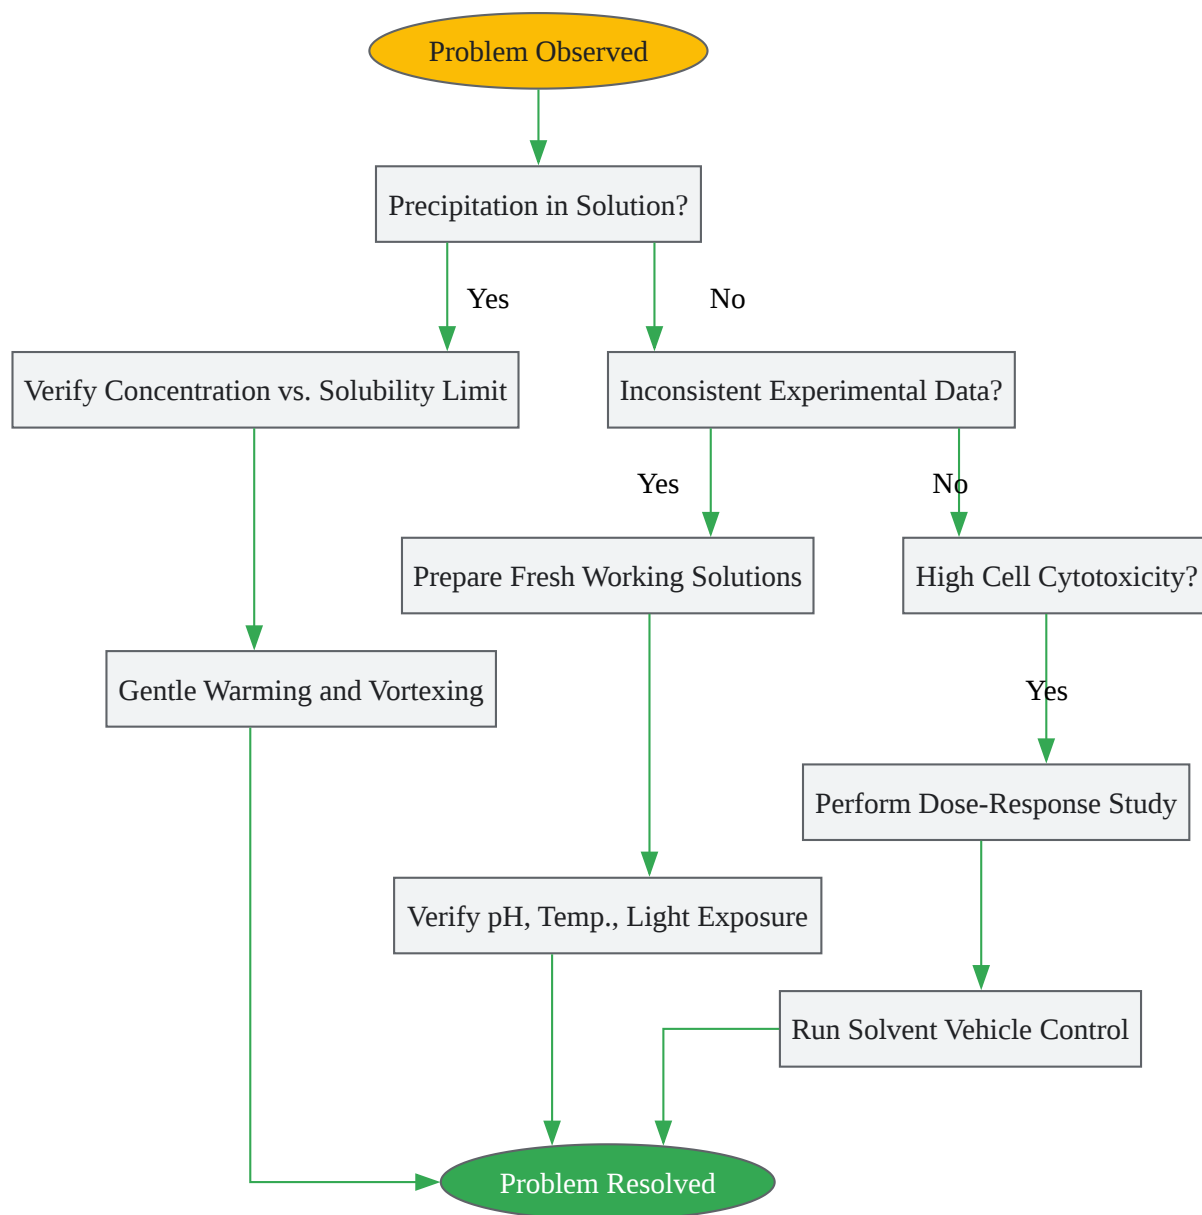 Problem Observed
Precipitation in Solution?
Yes
No
Verify Concentration vs. Solubility Limit
Inconsistent Experimental Data?
Yes
No
Prepare Fresh Working Solutions
High Cell Cytotoxicity?
Gentle Warming and Vortexing
Yes
Perform Dose-Response Study
Verify pH, Temp., Light Exposure
Run Solvent Vehicle Control
Problem Resolved